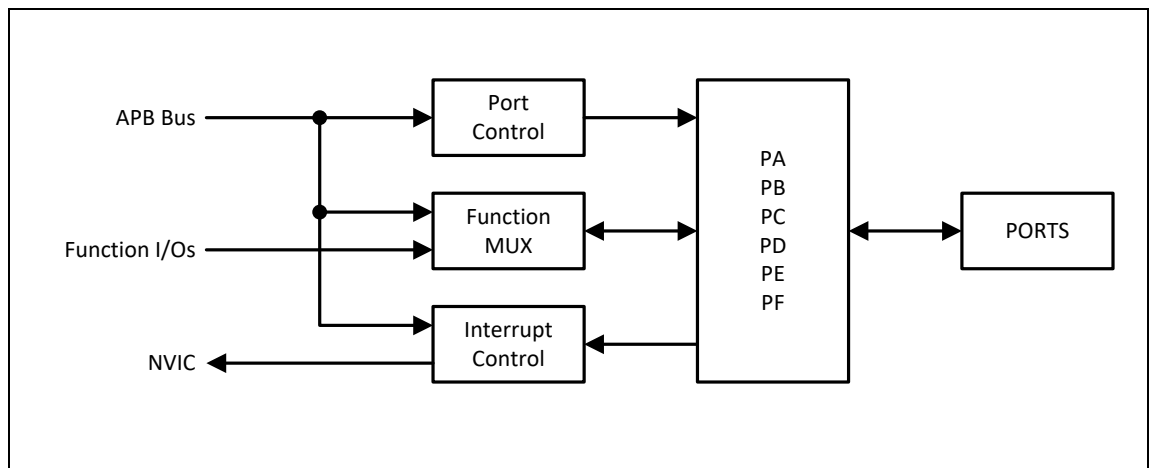 APB Bus
Port
Control
Function I/Os
Function
MUX
NVIC
Interrupt
Control
PA
PB
PC
PD
PE
PF
PORTS